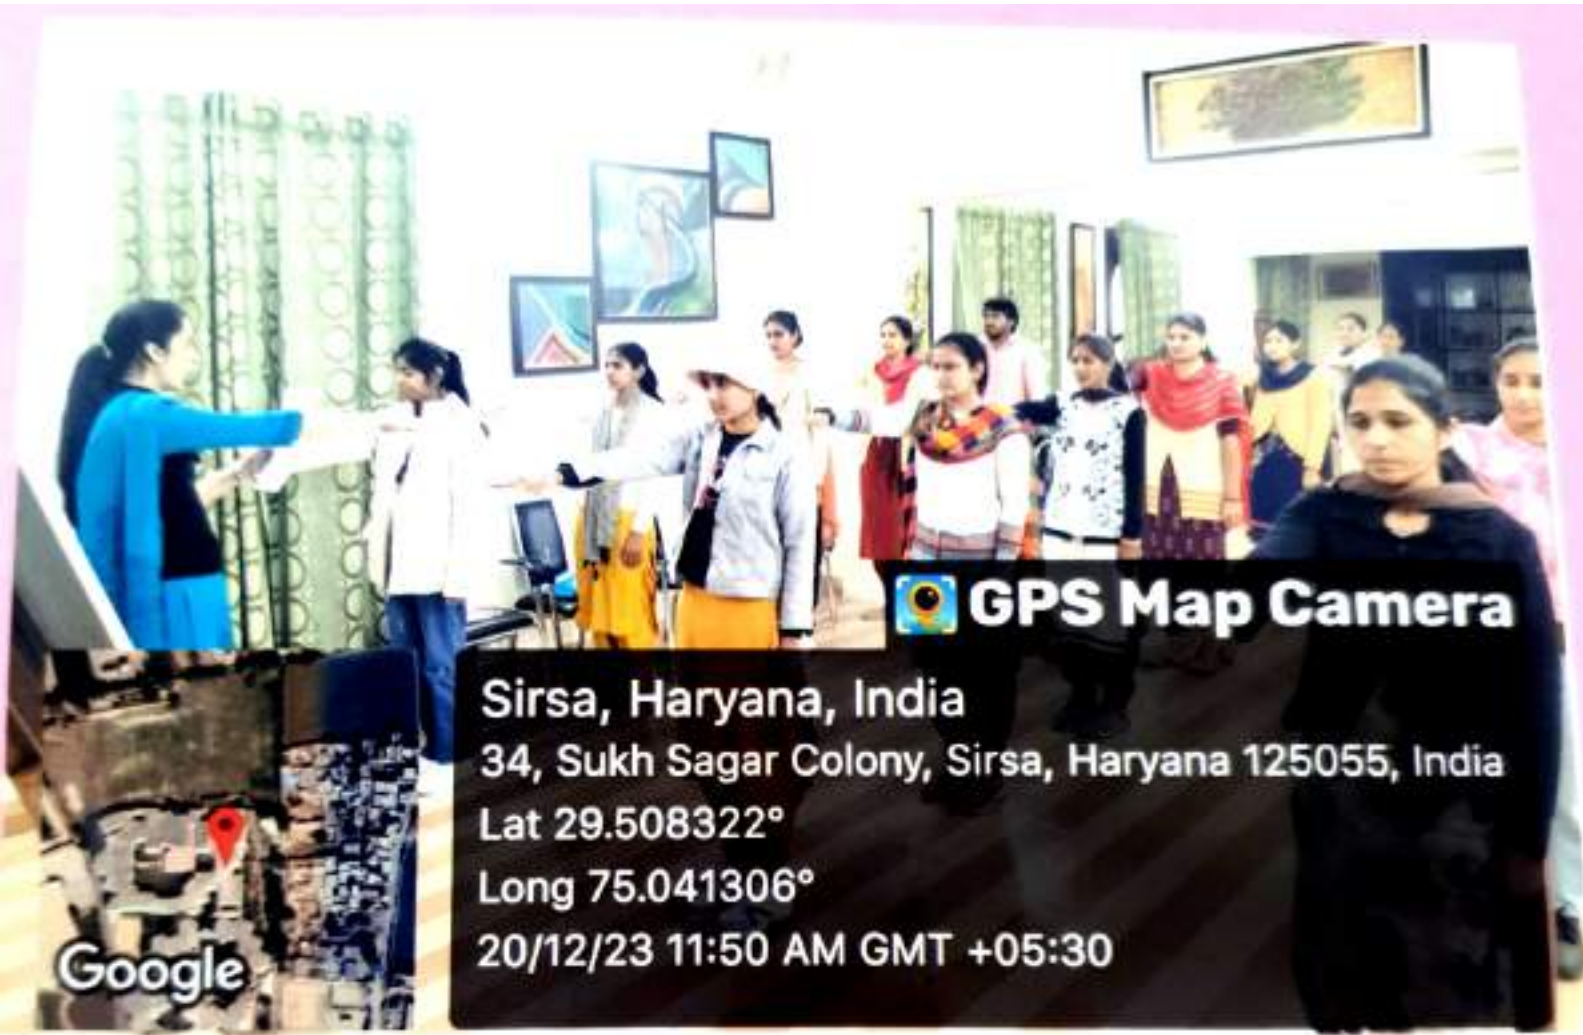 GPS Map Camera
Sirsa, Haryana, India
34, Sukh Sagar Colony, Sirsa, Haryana 125055, India
Lat 29.508322°
Long 75.041306°
20/12/23 11:50 AM GMT +05:30
Google